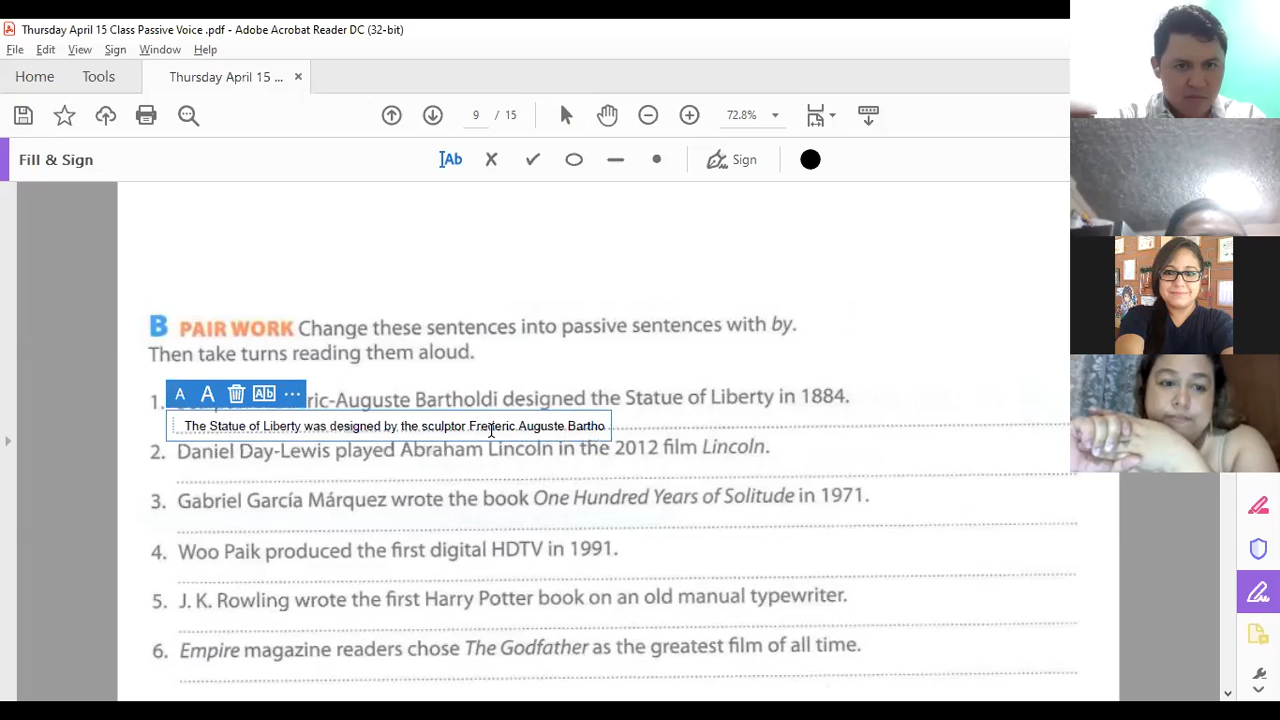 Thursday April 15 Class Passive Voice .pdf - Adobe Acrobat Reader DC (32-bit)
File Edit View Sign Window Help
Home Tools Thursday April 15 ... ×
9 / 15 72.8%
Fill & Sign Ab Sign
B PAIR WORK Change these sentences into passive sentences with by.
Then take turns reading them aloud.
A A Ab ...
1. ric-Auguste Bartholdi designed the Statue of Liberty in 1884.
The Statue of Liberty was designed by the sculptor Frederic Auguste Bartho
2. Daniel Day-Lewis played Abraham Lincoln in the 2012 film Lincoln.
3. Gabriel García Márquez wrote the book One Hundred Years of Solitude in 1971.
4. Woo Paik produced the first digital HDTV in 1991.
5. J. K. Rowling wrote the first Harry Potter book on an old manual typewriter.
6. Empire magazine readers chose The Godfather as the greatest film of all time.